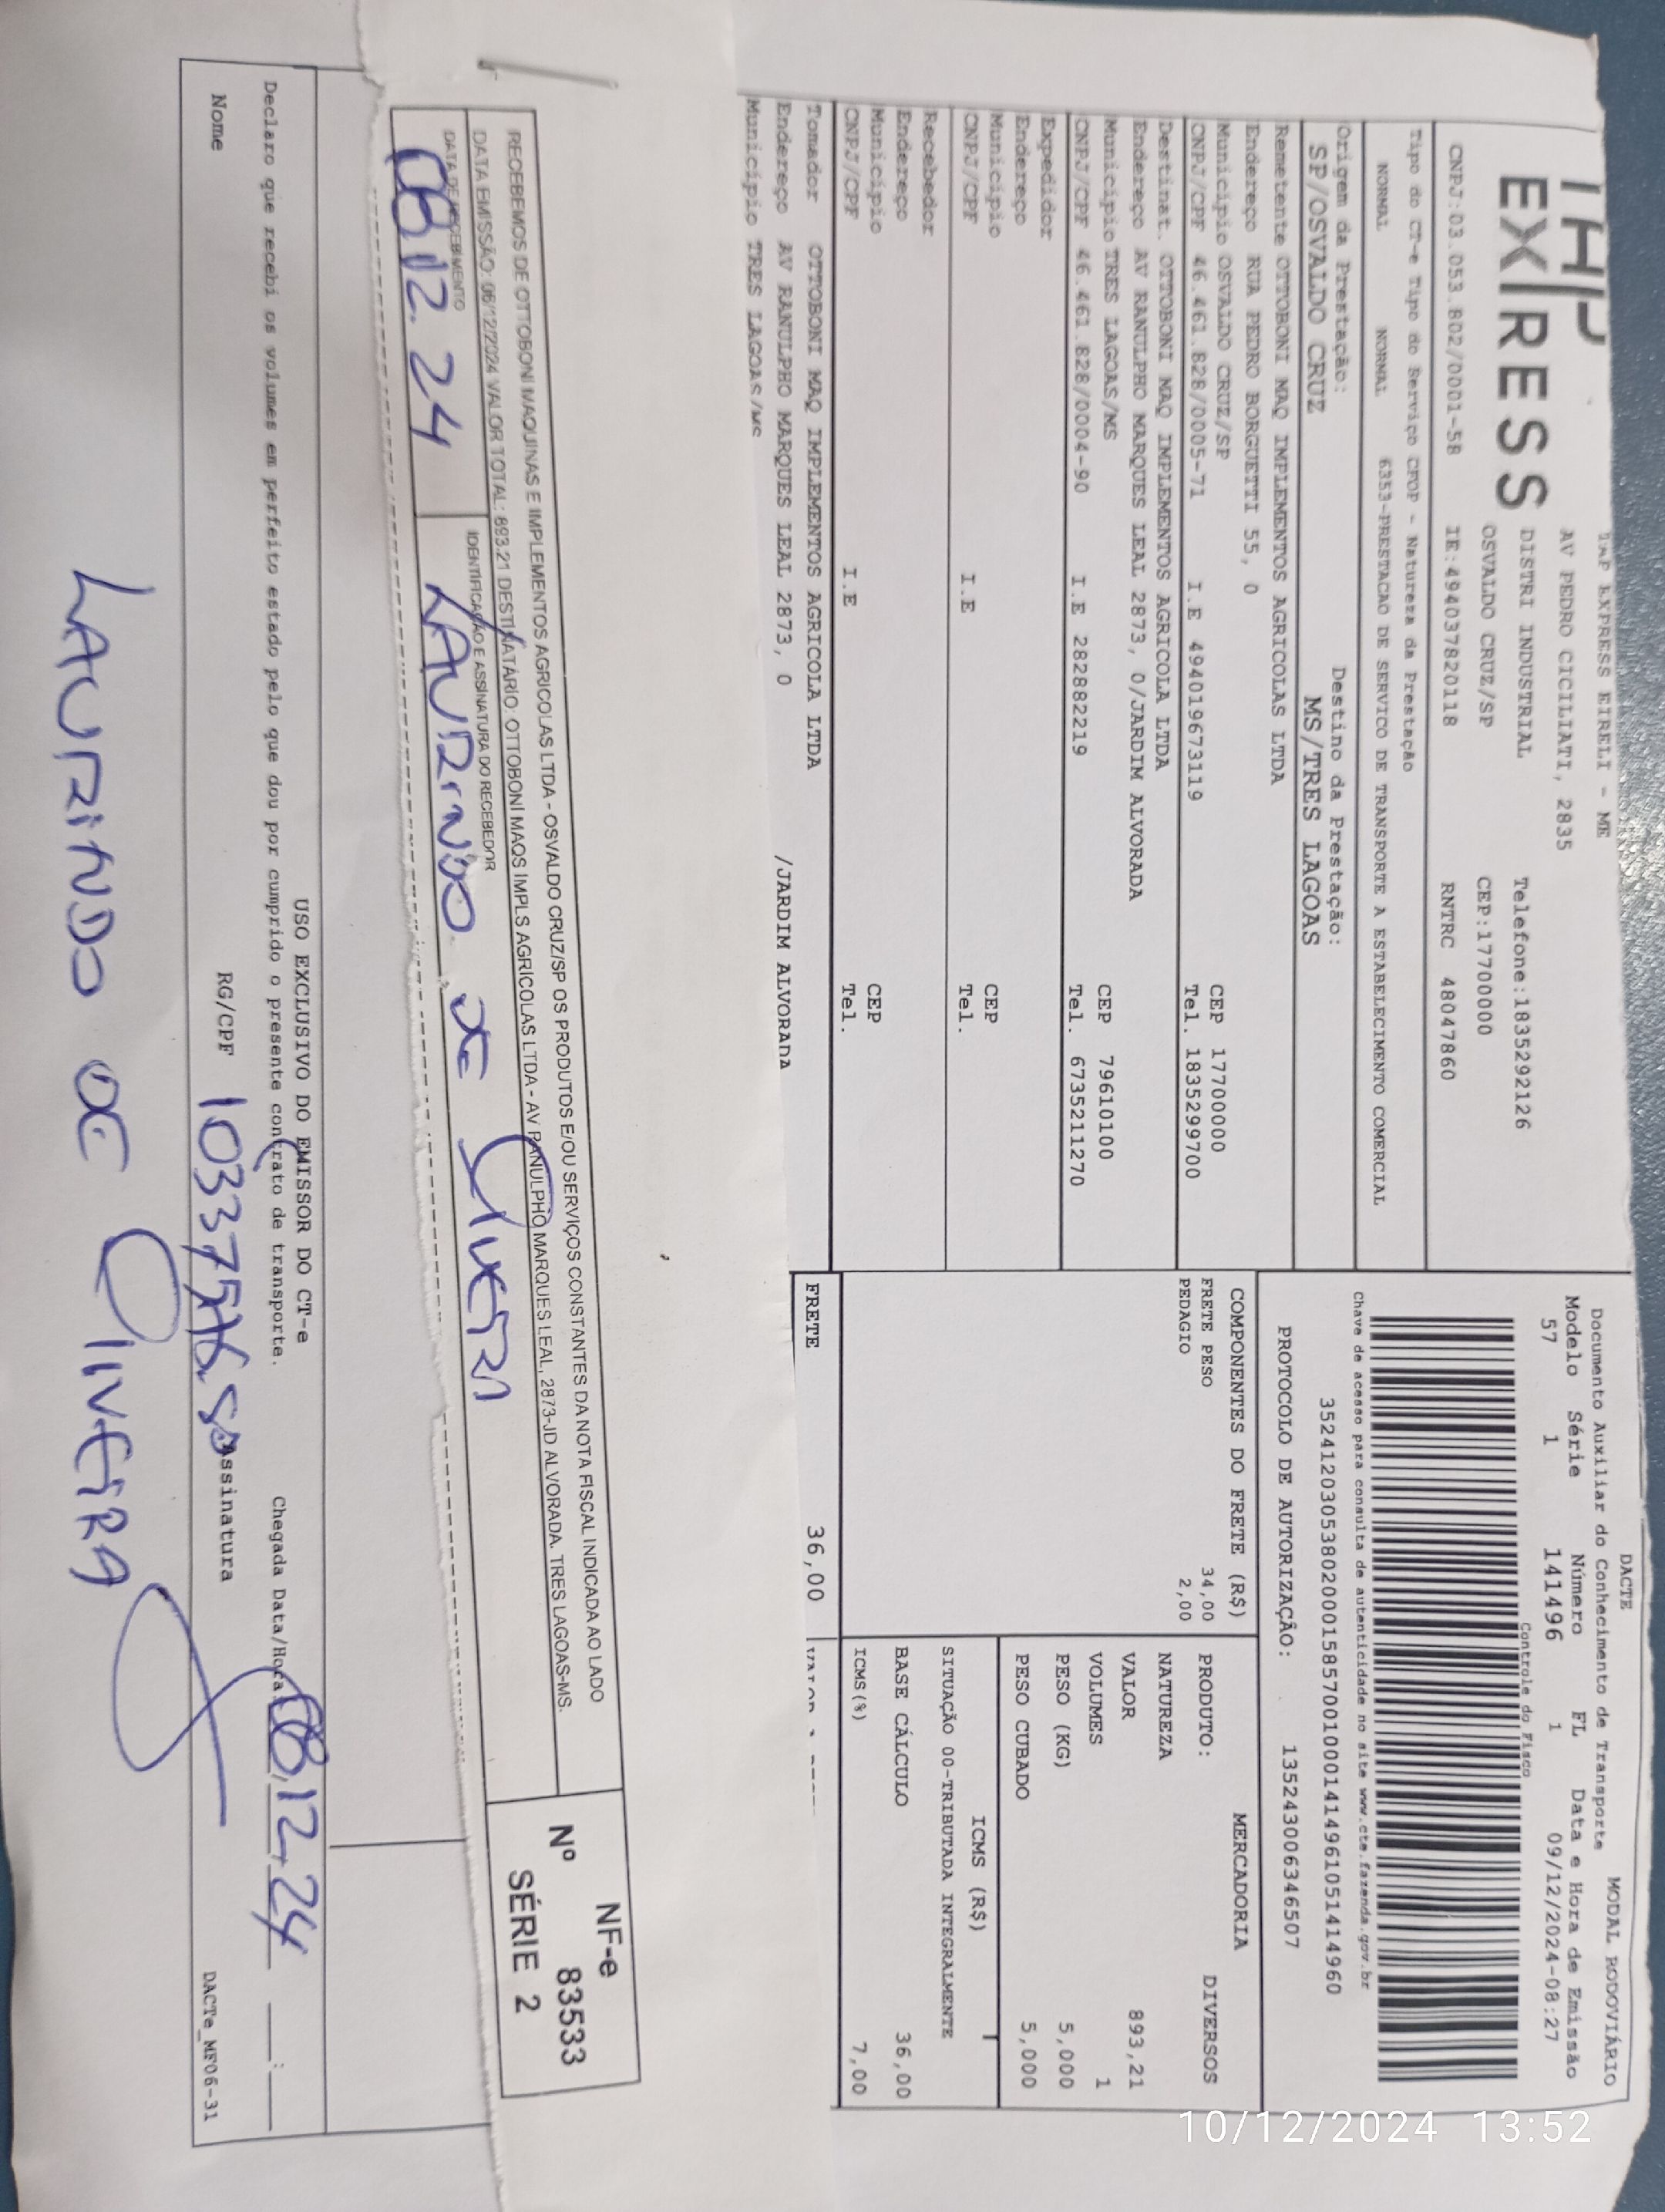 THP
EXPRESS
THP EXPRESS EIRELI - ME
AV PEDRO CICILIATI, 2835
DISTRI INDUSTRIAL Telefone:1835292126
OSVALDO CRUZ/SP CEP:17700000
CNPJ:03.053.802/0001-58 IE:494037820118 RNTRC 48047860
Tipo do CT-e Tipo do Serviço CFOP - Natureza da Prestação
NORMAL NORMAL 6353-PRESTACAO DE SERVICO DE TRANSPORTE A ESTABELECIMENTO COMERCIAL
Origem da Prestação: Destino da Prestação:
SP/OSVALDO CRUZ MS/TRES LAGOAS
Remetente OTTOBONI MAQ IMPLEMENTOS AGRICOLAS LTDA
Endereço RUA PEDRO BORGUETTI 55, 0
Município OSVALDO CRUZ/SP CEP 17700000
CNPJ/CPF 46.461.828/0005-71 I.E 494019673119 Tel. 1835299700
Destinat. OTTOBONI MAQ IMPLEMENTOS AGRICOLA LTDA
Endereço AV RANULPHO MARQUES LEAL 2873, 0/JARDIM ALVORADA
Município TRES LAGOAS/MS CEP 79610100
CNPJ/CPF 46.461.828/0004-90 I.E 282882219 Tel. 6735211270
Expedidor
Endereço
Município CEP
CNPJ/CPF I.E Tel.
Recebedor
Endereço
Município CEP
CNPJ/CPF I.E Tel.
Tomador OTTOBONI MAQ IMPLEMENTOS AGRICOLA LTDA
Endereço AV RANULPHO MARQUES LEAL 2873, 0 /JARDIM ALVORADA
Município TRES LAGOAS/MS
DACTE MODAL RODOVIÁRIO
Documento Auxiliar do Conhecimento de Transporte
Modelo Série Número FL Data e Hora de Emissão
57 1 141496 1 09/12/2024-08:27
Controle do Fisco
Chave de acesso para consulta de autenticidade no site www.cte.fazenda.gov.br
35241203053802000158570010001414961051414960
PROTOCOLO DE AUTORIZAÇÃO: 135243006346507
COMPONENTES DO FRETE (R$)
FRETE PESO 34,00
PEDAGIO 2,00
FRETE 36,00
MERCADORIA
PRODUTO: DIVERSOS
NATUREZA
VALOR 893,21
VOLUMES 1
PESO (KG) 5,000
PESO CUBADO 5,000
ICMS (R$)
SITUAÇÃO 00-TRIBUTADA INTEGRALMENTE
BASE CÁLCULO 36,00
ICMS(%) 7,00
RECEBEMOS DE OTTOBONI MAQUINAS E IMPLEMENTOS AGRICOLAS LTDA - OSVALDO CRUZ/SP OS PRODUTOS E/OU SERVIÇOS CONSTANTES DA NOTA FISCAL INDICADA AO LADO
DATA EMISSÃO: 06/12/2024 VALOR TOTAL: 893.21 DESTINATÁRIO: OTTOBONI MAQS IMPLS AGRÍCOLAS LTDA - AV RANULPHO MARQUES LEAL, 2873-JD ALVORADA. TRES LAGOAS-MS.
DATA DE RECEBIMENTO IDENTIFICAÇÃO E ASSINATURA DO RECEBEDOR
08.12.24 LAURINDO DE OLIVEIRA
NF-e
Nº 83533
SÉRIE 2
USO EXCLUSIVO DO EMISSOR DO CT-e
Declaro que recebi os volumes em perfeito estado pelo que dou por cumprido o presente contrato de transporte. Chegada Data/Hora 08.12.24 :
Nome RG/CPF Assinatura DACTe_MF06-31
LAURINDO DE OLIVEIRA
10/12/2024 13:52